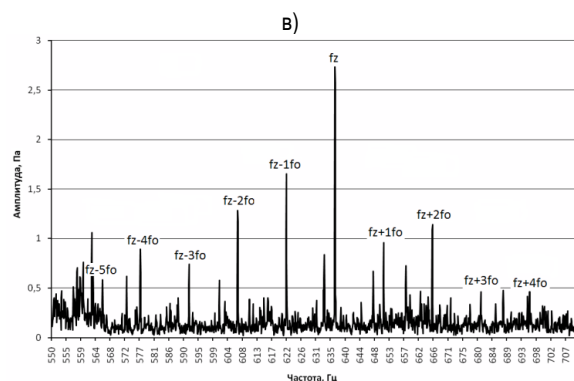 в)
3
2,5
2
1,5
1
0,5
0
Амплитуда, Па
fz
fz-1fo
fz-2fo
fz+2fo
fz+1fo
fz-4fo
fz-3fo
fz-5fo
fz+3fo
fz+4fo
550 555 559 564 568 572 577 581 586 590 595 599 604 608 613 617 622 626 631 635 640 644 648 653 657 662 666 671 675 680 684 689 693 698 702 707
Частота, Гц